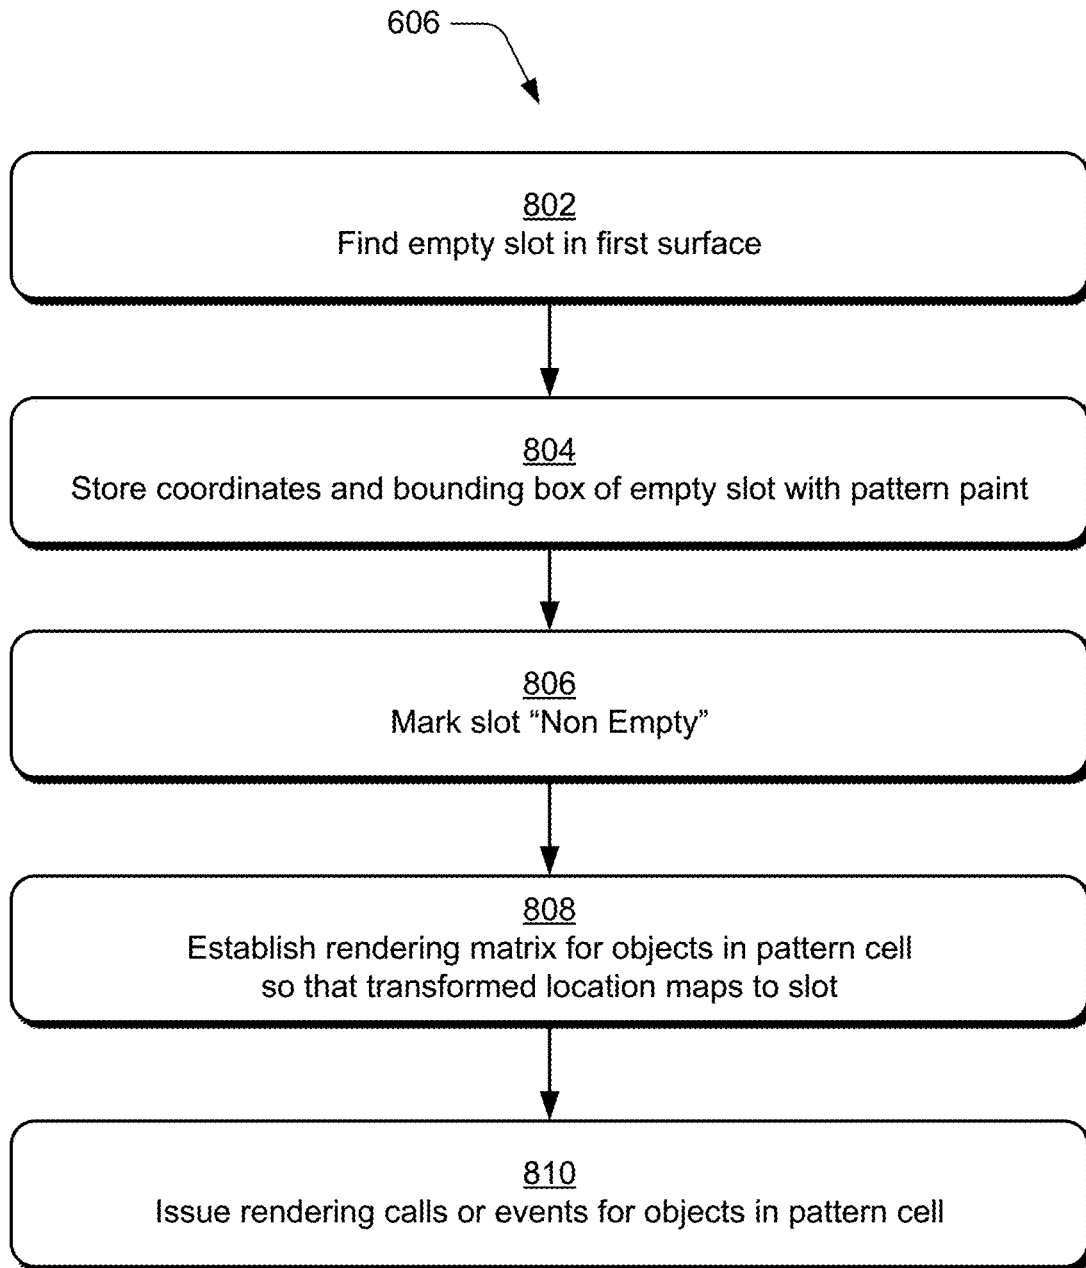 606
802
Find empty slot in first surface
804
Store coordinates and bounding box of empty slot with pattern paint
806
Mark slot “Non Empty”
808
Establish rendering matrix for objects in pattern cell
so that transformed location maps to slot
810
Issue rendering calls or events for objects in pattern cell